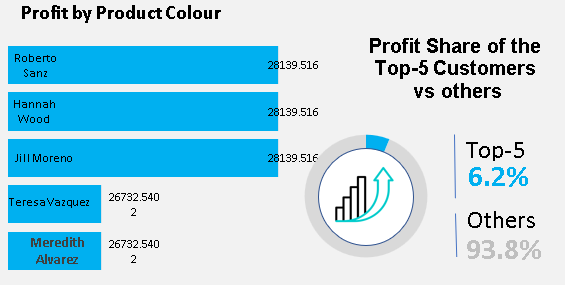 Profit by Product Colour
Roberto
Sanz
28139.516
Hannah
Wood
28139.516
Jill Moreno
28139.516
Teresa Vazquez
26732.540
2
Meredith
Alvarez
26732.540
2
Profit Share of the
Top-5 Customers
vs others
Top-5
6.2%
Others
93.8%